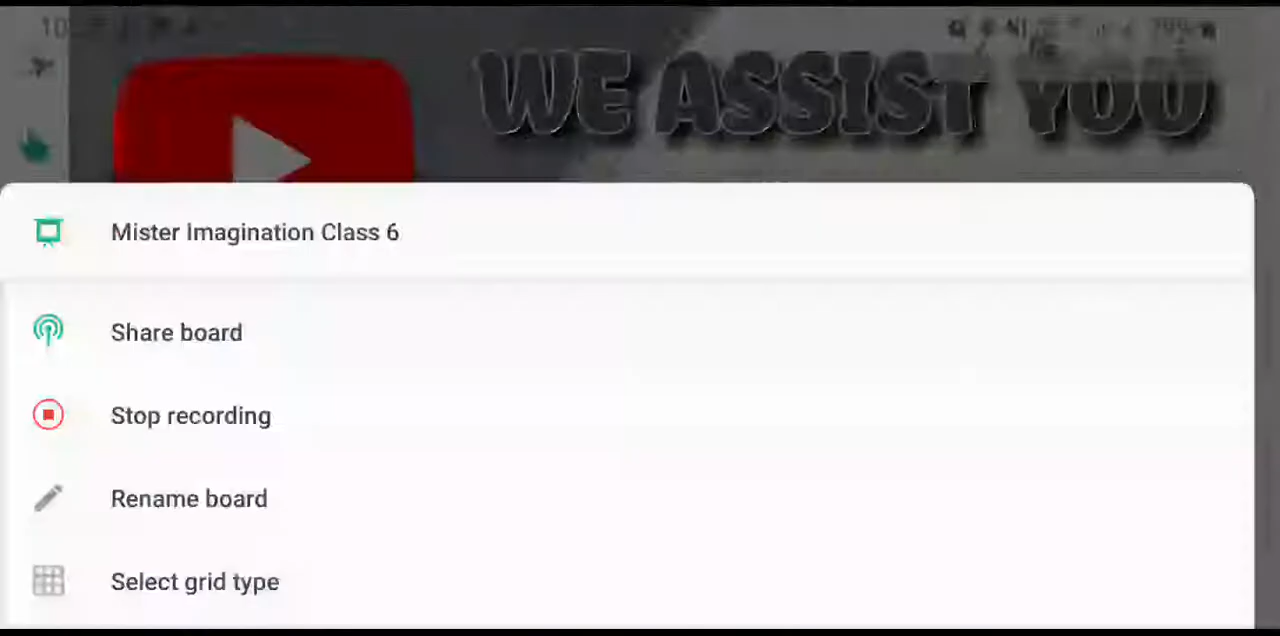 WE ASSIST YOU
Mister Imagination Class 6
Share board
Stop recording
Rename board
Select grid type